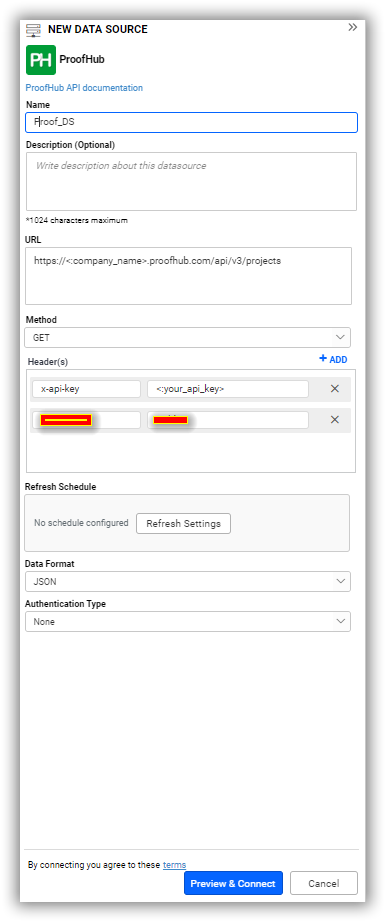 NEW DATA SOURCE
PH ProofHub
ProofHub API documentation
Name
Proof_DS
Description (Optional)
Write description about this datasource
*1024 characters maximum
URL
https://<:company_name>.proofhub.com/api/v3/projects
Method
GET
Header(s) + ADD
x-api-key <:your_api_key>
Refresh Schedule
No schedule configured Refresh Settings
Data Format
JSON
Authentication Type
None
By connecting you agree to these terms
Preview & Connect Cancel